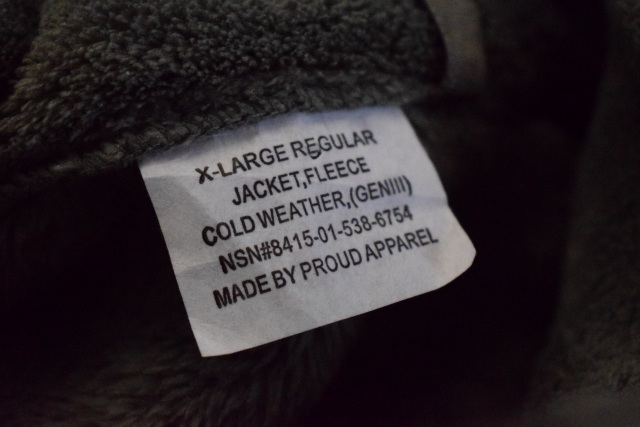 X-LARGE REGULAR
JACKET,FLEECE
COLD WEATHER,(GENIII)
NSN#8415-01-538-6754
MADE BY PROUD APPAREL